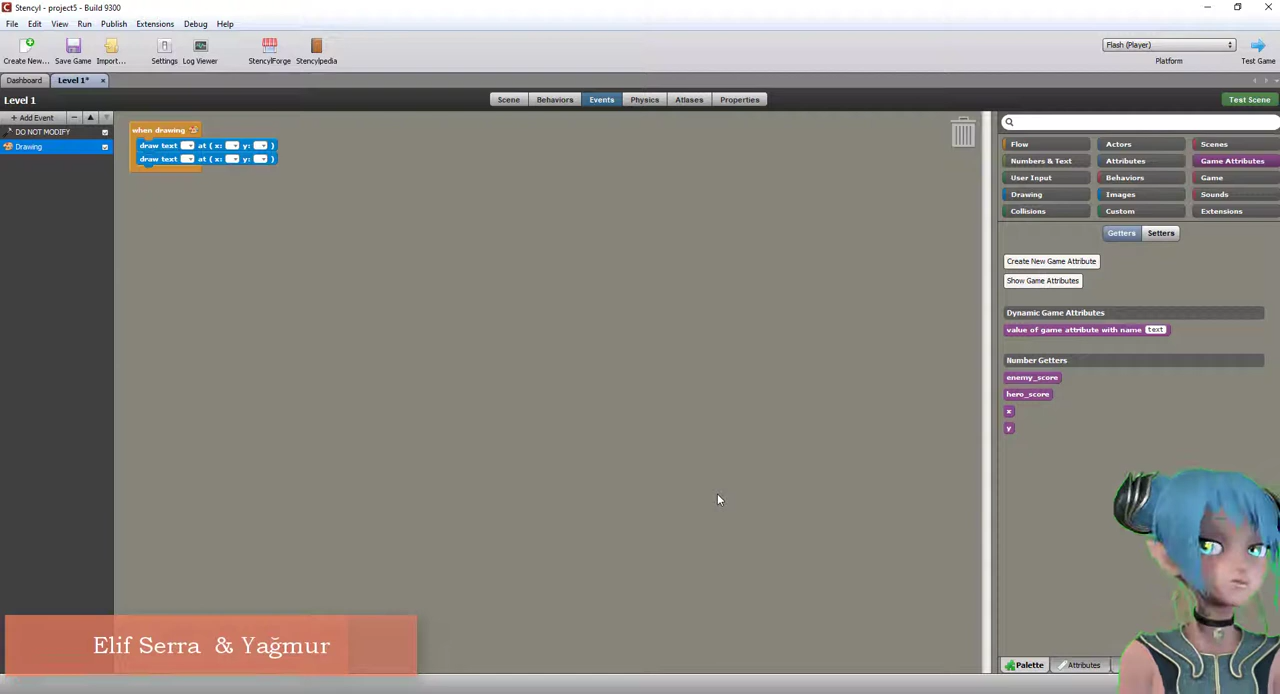 Stencyl - project5 - Build 9300
File Edit View Run Publish Extensions Debug Help
Create New... Save Game Import... Settings Log Viewer StencylForge Stencylpedia
Flash (Player)
Platform
Test Game
Dashboard Level 1* ×
Level 1
Scene Behaviors Events Physics Atlases Properties
Test Scene
+ Add Event
DO NOT MODIFY
Drawing
when drawing
draw text at ( x: y: )
draw text at ( x: y: )
Flow Actors Scenes
Numbers & Text Attributes Game Attributes
User Input Behaviors Game
Drawing Images Sounds
Collisions Custom Extensions
Getters Setters
Create New Game Attribute
Show Game Attributes
Dynamic Game Attributes
value of game attribute with name text
Number Getters
enemy_score
hero_score
x
y
Palette Attributes
Elif Serra & Yağmur